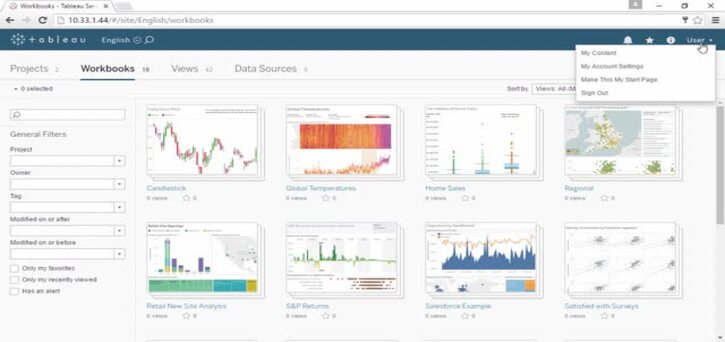 Workbooks - Tableau Ser
10.33.1.44/#/site/English/workbooks
+ableau
English
User
My Content
My Account Settings
Make This My Start Page
Sign Out
Projects 2
Workbooks 16
Views 42
Data Sources 9
0 selected
Sort by
Views: All (M
General Filters
Project
Owner
Tag
Modified on or after
Modified on or before
Only my favorites
Only my recently viewed
Has an alert
Candlestick
0 views 0
Global Temperatures
0 views 0
Home Sales
0 views 0
Regional
0 views 0
Retail New Site Analysis
0 views 0
S&P Returns
0 views 0
Salesforce Example
0 views 0
Satisfied with Surveys
0 views 0